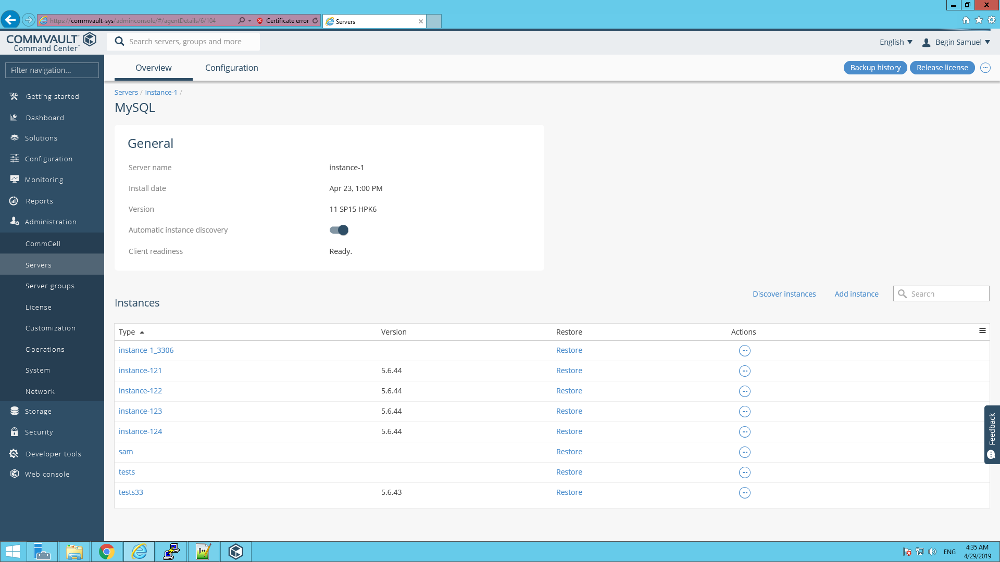 https://commvault-sys/adminconsole/#/agentDetails/6/104
Certificate error
Servers
COMMVAULT
Command Center
Search servers, groups and more
English
Begin Samuel
Filter navigation...
Overview
Configuration
Backup history
Release license
Getting started
Dashboard
Solutions
Configuration
Monitoring
Reports
Administration
CommCell
Servers
Server groups
License
Customization
Operations
System
Network
Storage
Security
Developer tools
Web console
Servers / instance-1 /
MySQL
General
Server name instance-1
Install date Apr 23, 1:00 PM
Version 11 SP15 HPK6
Automatic instance discovery
Client readiness Ready.
Instances
Discover instances
Add instance
Search
Type Version Restore Actions
instance-1_3306 Restore
instance-121 5.6.44 Restore
instance-122 5.6.44 Restore
instance-123 5.6.44 Restore
instance-124 5.6.44 Restore
sam Restore
tests Restore
tests33 5.6.43 Restore
Feedback
ENG
4:35 AM
4/29/2019